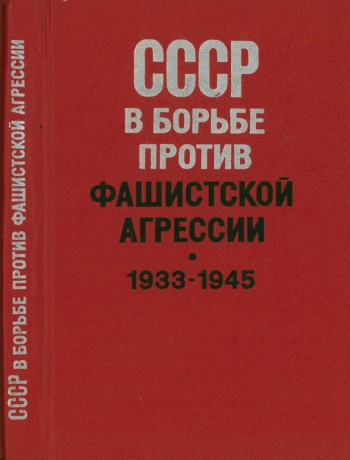 СССР В БОРЬБЕ ПРОТИВ ФАШИСТСКОЙ АГРЕССИИ
СССР
В БОРЬБЕ
ПРОТИВ
ФАШИСТСКОЙ
АГРЕССИИ
•
1933-1945